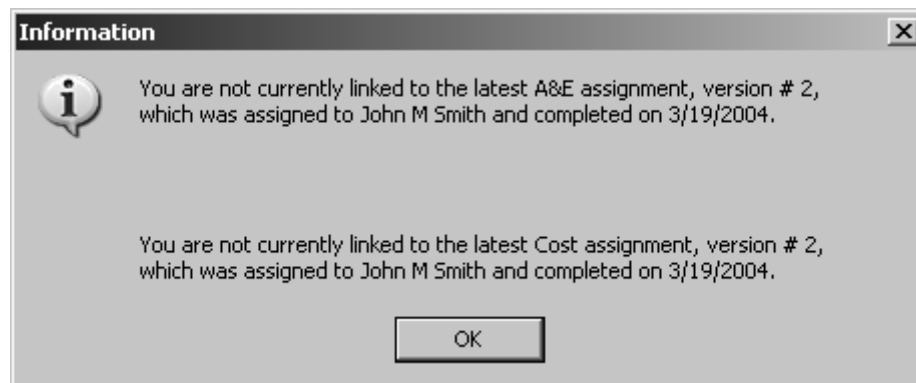 Information
You are not currently linked to the latest A&E assignment, version # 2,
which was assigned to John M Smith and completed on 3/19/2004.
You are not currently linked to the latest Cost assignment, version # 2,
which was assigned to John M Smith and completed on 3/19/2004.
OK